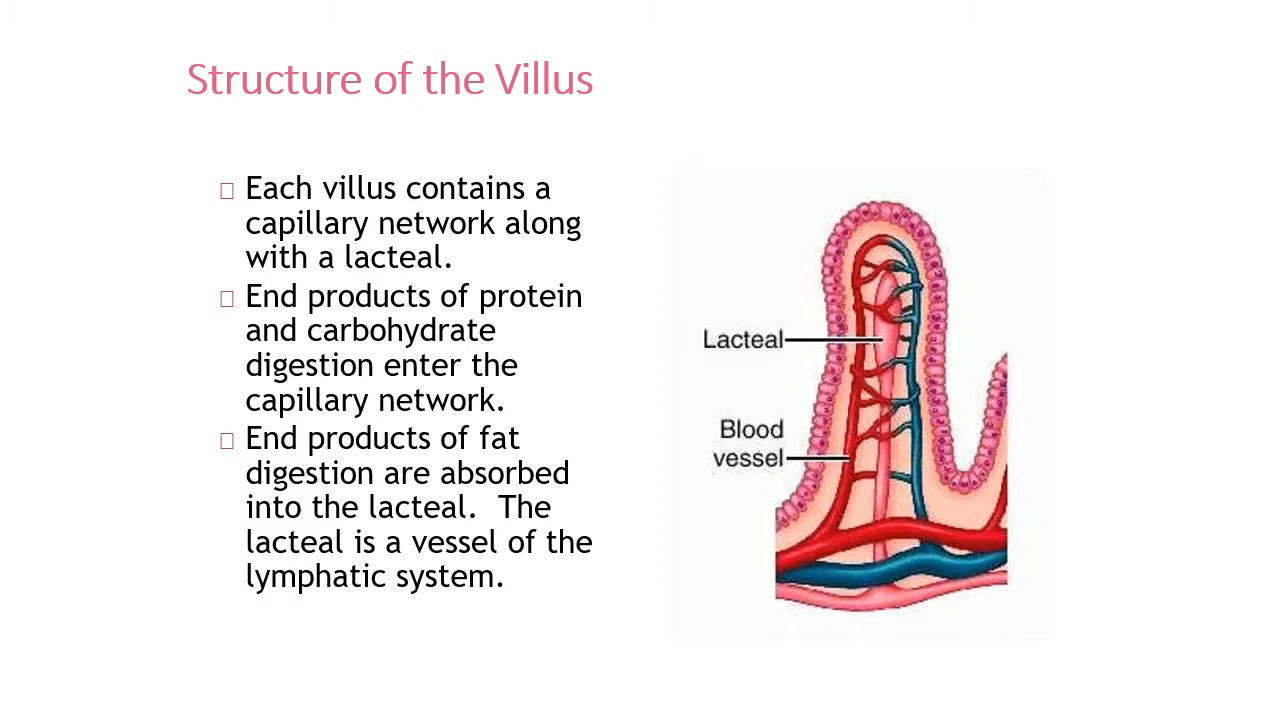 Structure of the Villus
Each villus contains a
capillary network along
with a lacteal.
End products of protein
and carbohydrate
digestion enter the
capillary network.
End products of fat
digestion are absorbed
into the lacteal.  The
lacteal is a vessel of the
lymphatic system.
Lacteal
Blood
vessel